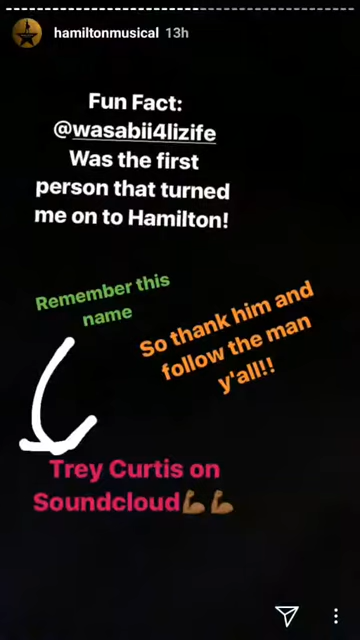 hamiltonmusical 13h
Fun Fact:
@wasabii4lizife
Was the first
person that turned
me on to Hamilton!
Remember this
name
So thank him and
follow the man
y'all!!
Trey Curtis on
Soundcloud💪🏾💪🏾